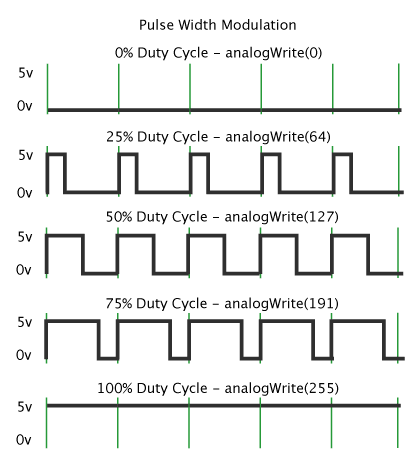 Pulse Width Modulation
0% Duty Cycle – analogWrite(0)
5v
0v
25% Duty Cycle – analogWrite(64)
5v
0v
50% Duty Cycle – analogWrite(127)
5v
0v
75% Duty Cycle – analogWrite(191)
5v
0v
100% Duty Cycle – analogWrite(255)
5v
0v